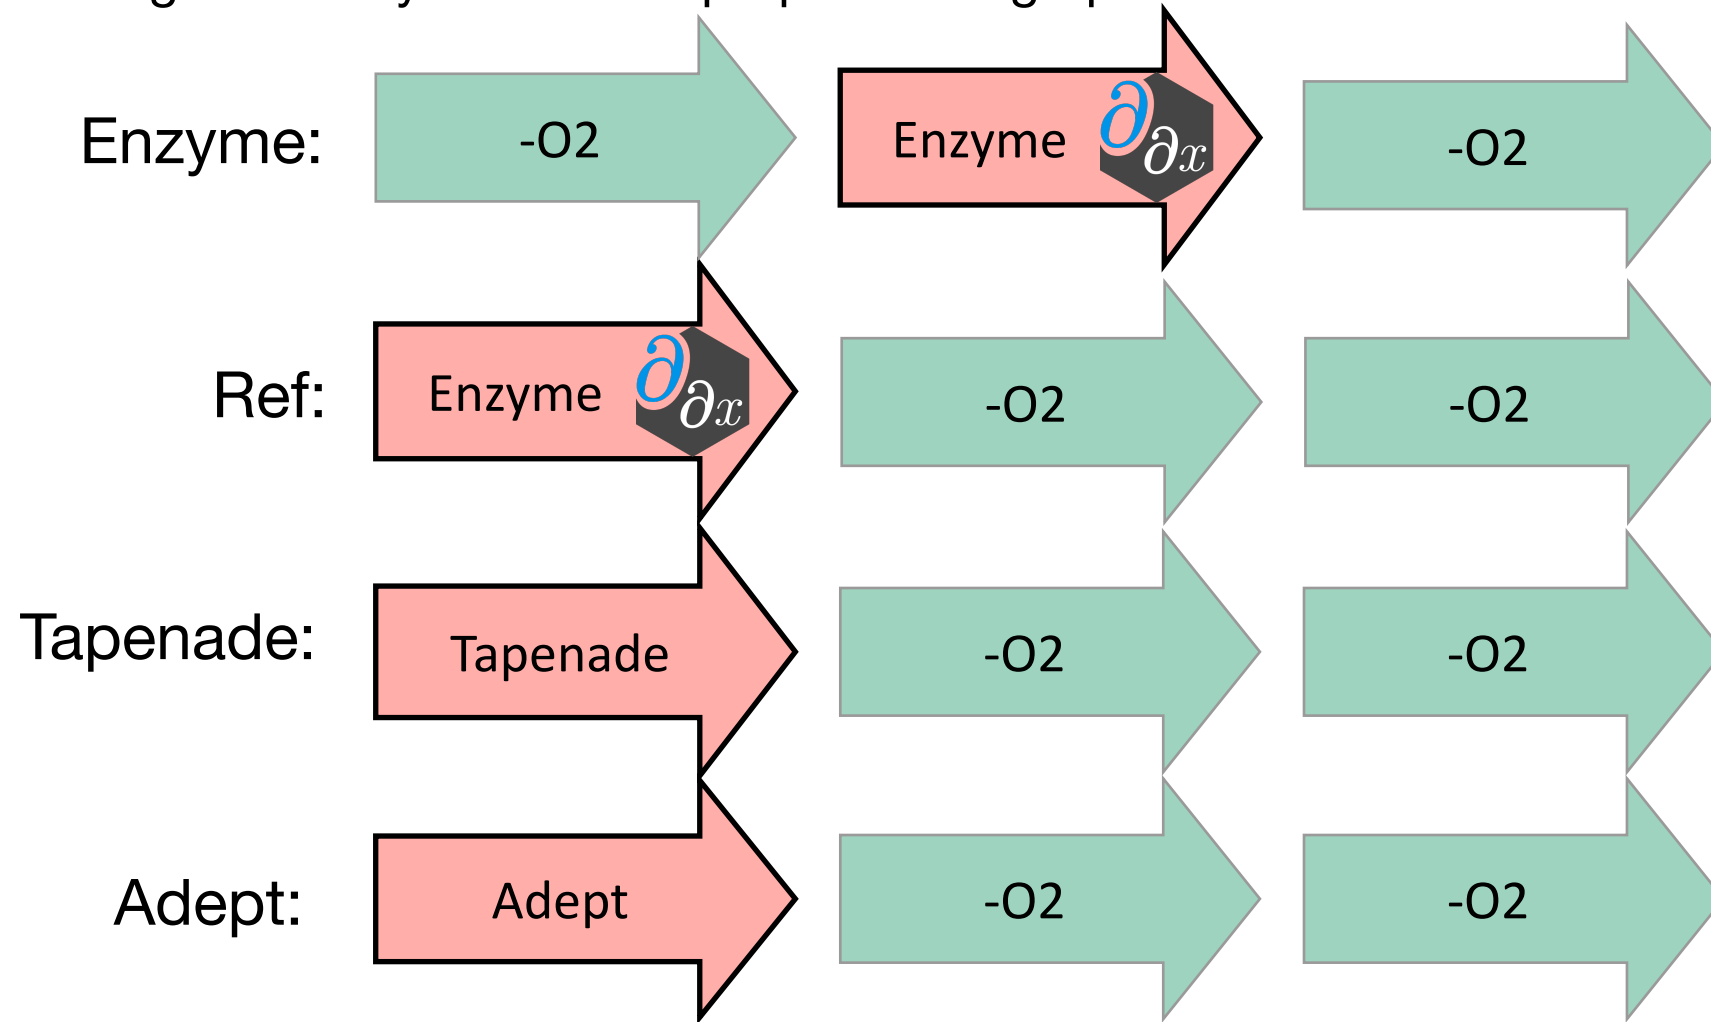 Enzyme: -O2 Enzyme ∂ ∂x -O2
Ref: Enzyme ∂ ∂x -O2 -O2
Tapenade: Tapenade -O2 -O2
Adept: Adept -O2 -O2